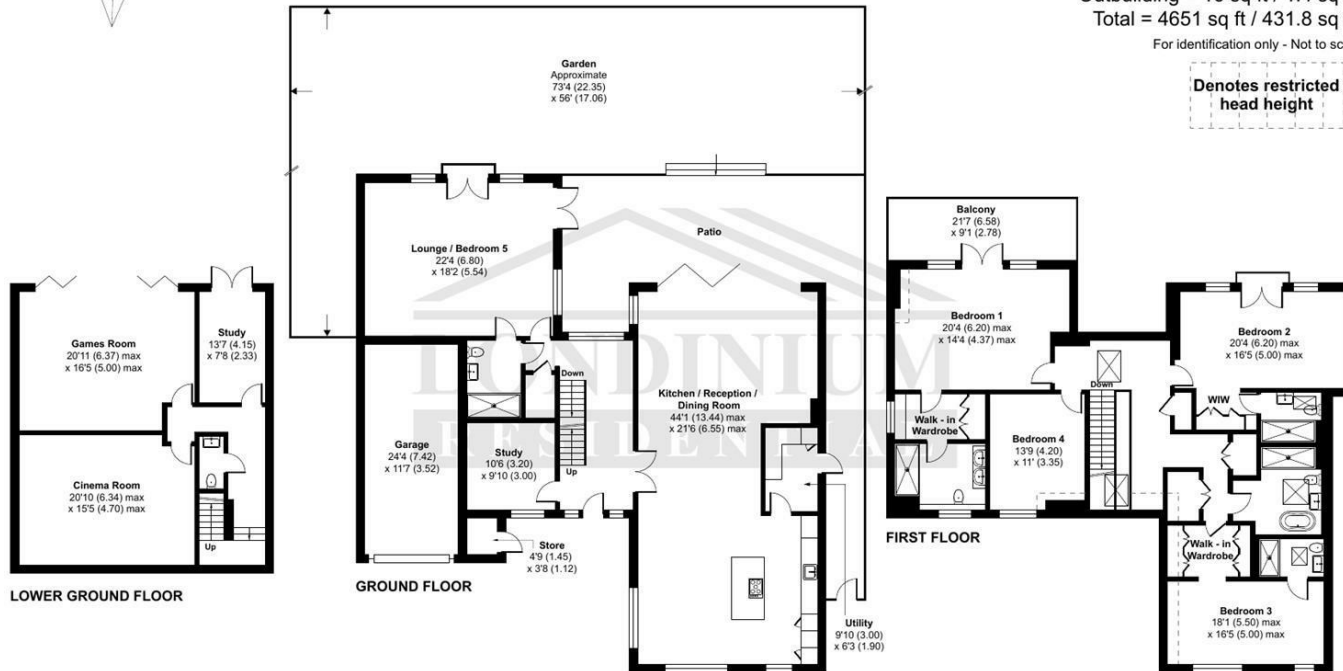 Total = 4651 sq ft / 431.8 sq
For identification only - Not to sc
Denotes restricted
head height
Garden
Approximate
73'4 (22.35)
x 56' (17.06)
Lounge / Bedroom 5
22'4 (6.80)
x 18'2 (5.54)
Patio
Balcony
21'7 (6.58)
x 9'1 (2.78)
Games Room
20'11 (6.37) max
x 16'5 (5.00) max
Study
13'7 (4.15)
x 7'8 (2.33)
Cinema Room
20'10 (6.34) max
x 15'5 (4.70) max
Up
LOWER GROUND FLOOR
Garage
24'4 (7.42)
x 11'7 (3.52)
Down
Up
Study
10'6 (3.20)
x 9'10 (3.00)
Kitchen / Reception /
Dining Room
44'1 (13.44) max
x 21'6 (6.55) max
Store
4'9 (1.45)
x 3'8 (1.12)
Utility
9'10 (3.00)
x 6'3 (1.90)
GROUND FLOOR
Bedroom 1
20'4 (6.20) max
x 14'4 (4.37) max
Bedroom 2
20'4 (6.20) max
x 16'5 (5.00) max
Down
WIW
Walk - in
Wardrobe
Bedroom 4
13'9 (4.20)
x 11' (3.35)
Walk - in
Wardrobe
Bedroom 3
18'1 (5.50) max
x 16'5 (5.00) max
FIRST FLOOR
LONDINIUM
RESIDENTIAL